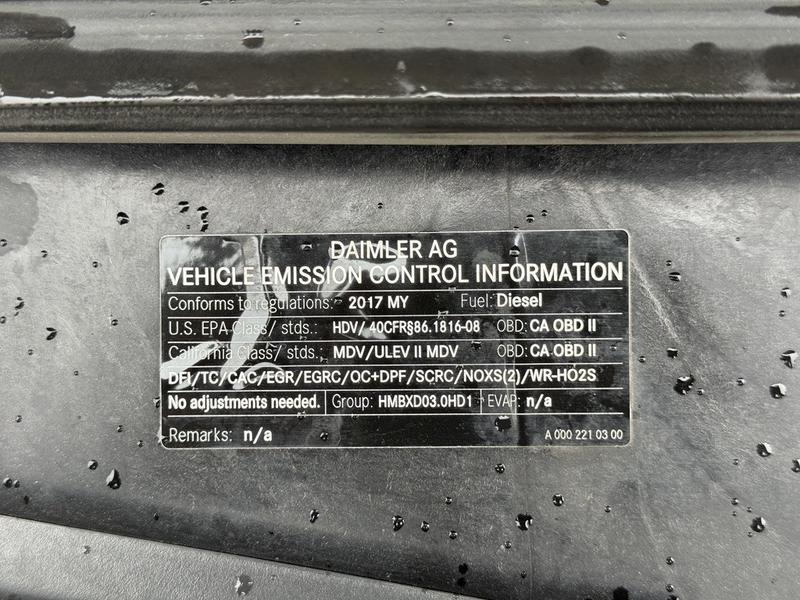 DAIMLER AG
VEHICLE EMISSION CONTROL INFORMATION
Conforms to regulations: 2017 MY Fuel: Diesel
U.S. EPA Class/ stds.: HDV/ 40CFR§86.1816-08 OBD: CA OBD II
California Class/ stds.: MDV/ULEV II MDV OBD: CA OBD II
DFI/TC/CAC/EGR/EGRC/OC+DPF/SCRC/NOXS(2)/WR-HO2S
No adjustments needed. Group: HMBXD03.0HD1 EVAP: n/a
Remarks: n/a A 000 221 03 00